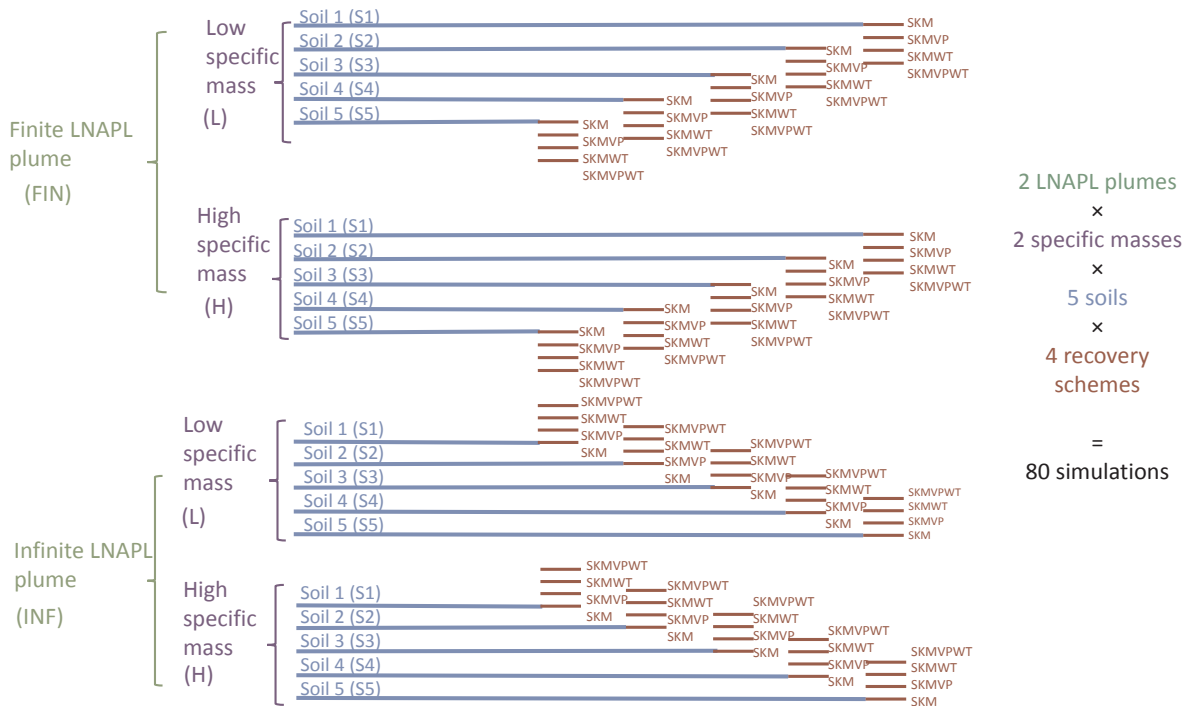 Finite LNAPL
plume
(FIN)
Low
specific
mass
(L)
Soil 1 (S1)
Soil 2 (S2)
Soil 3 (S3)
Soil 4 (S4)
Soil 5 (S5)
SKM
SKMVP
SKMWT
SKMVPWT
SKM
SKMVP
SKMWT
SKMVPWT
SKM
SKMVP
SKMWT
SKMVPWT
SKM
SKMVP
SKMWT
SKMVPWT
SKM
SKMVP
SKMWT
SKMVPWT
High
specific
mass
(H)
Soil 1 (S1)
Soil 2 (S2)
Soil 3 (S3)
Soil 4 (S4)
Soil 5 (S5)
SKM
SKMVP
SKMWT
SKMVPWT
SKM
SKMVP
SKMWT
SKMVPWT
SKM
SKMVP
SKMWT
SKMVPWT
SKM
SKMVP
SKMWT
SKMVPWT
SKM
SKMVP
SKMWT
SKMVPWT
Infinite LNAPL
plume
(INF)
Low
specific
mass
(L)
Soil 1 (S1)
Soil 2 (S2)
Soil 3 (S3)
Soil 4 (S4)
Soil 5 (S5)
SKMVPWT
SKMWT
SKMVP
SKM
SKMVPWT
SKMWT
SKMVP
SKM
SKMVPWT
SKMWT
SKMVP
SKM
SKMVPWT
SKMWT
SKMVP
SKM
SKMVPWT
SKMWT
SKMVP
SKM
High
specific
mass
(H)
Soil 1 (S1)
Soil 2 (S2)
Soil 3 (S3)
Soil 4 (S4)
Soil 5 (S5)
SKMVPWT
SKMWT
SKMVP
SKM
SKMVPWT
SKMWT
SKMVP
SKM
SKMVPWT
SKMWT
SKMVP
SKM
SKMVPWT
SKMWT
SKMVP
SKM
SKMVPWT
SKMWT
SKMVP
SKM
2 LNAPL plumes
×
2 specific masses
×
5 soils
×
4 recovery
schemes
=
80 simulations